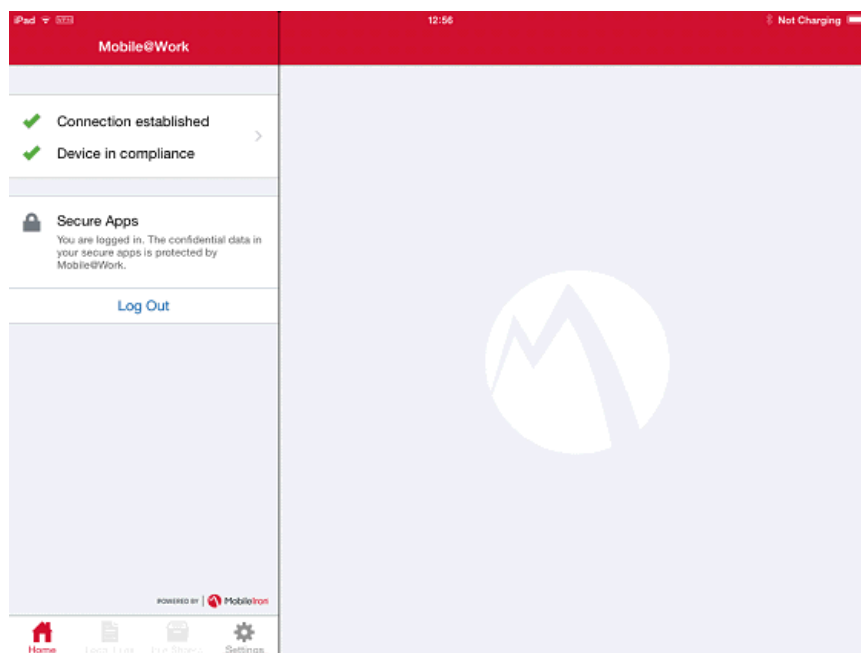 iPad VPN 12:56 Not Charging
Mobile@Work
Connection established
Device in compliance
Secure Apps
You are logged in. The confidential data in
your secure apps is protected by
Mobile@Work.
Log Out
POWERED BY | MobileIron
Home Settings